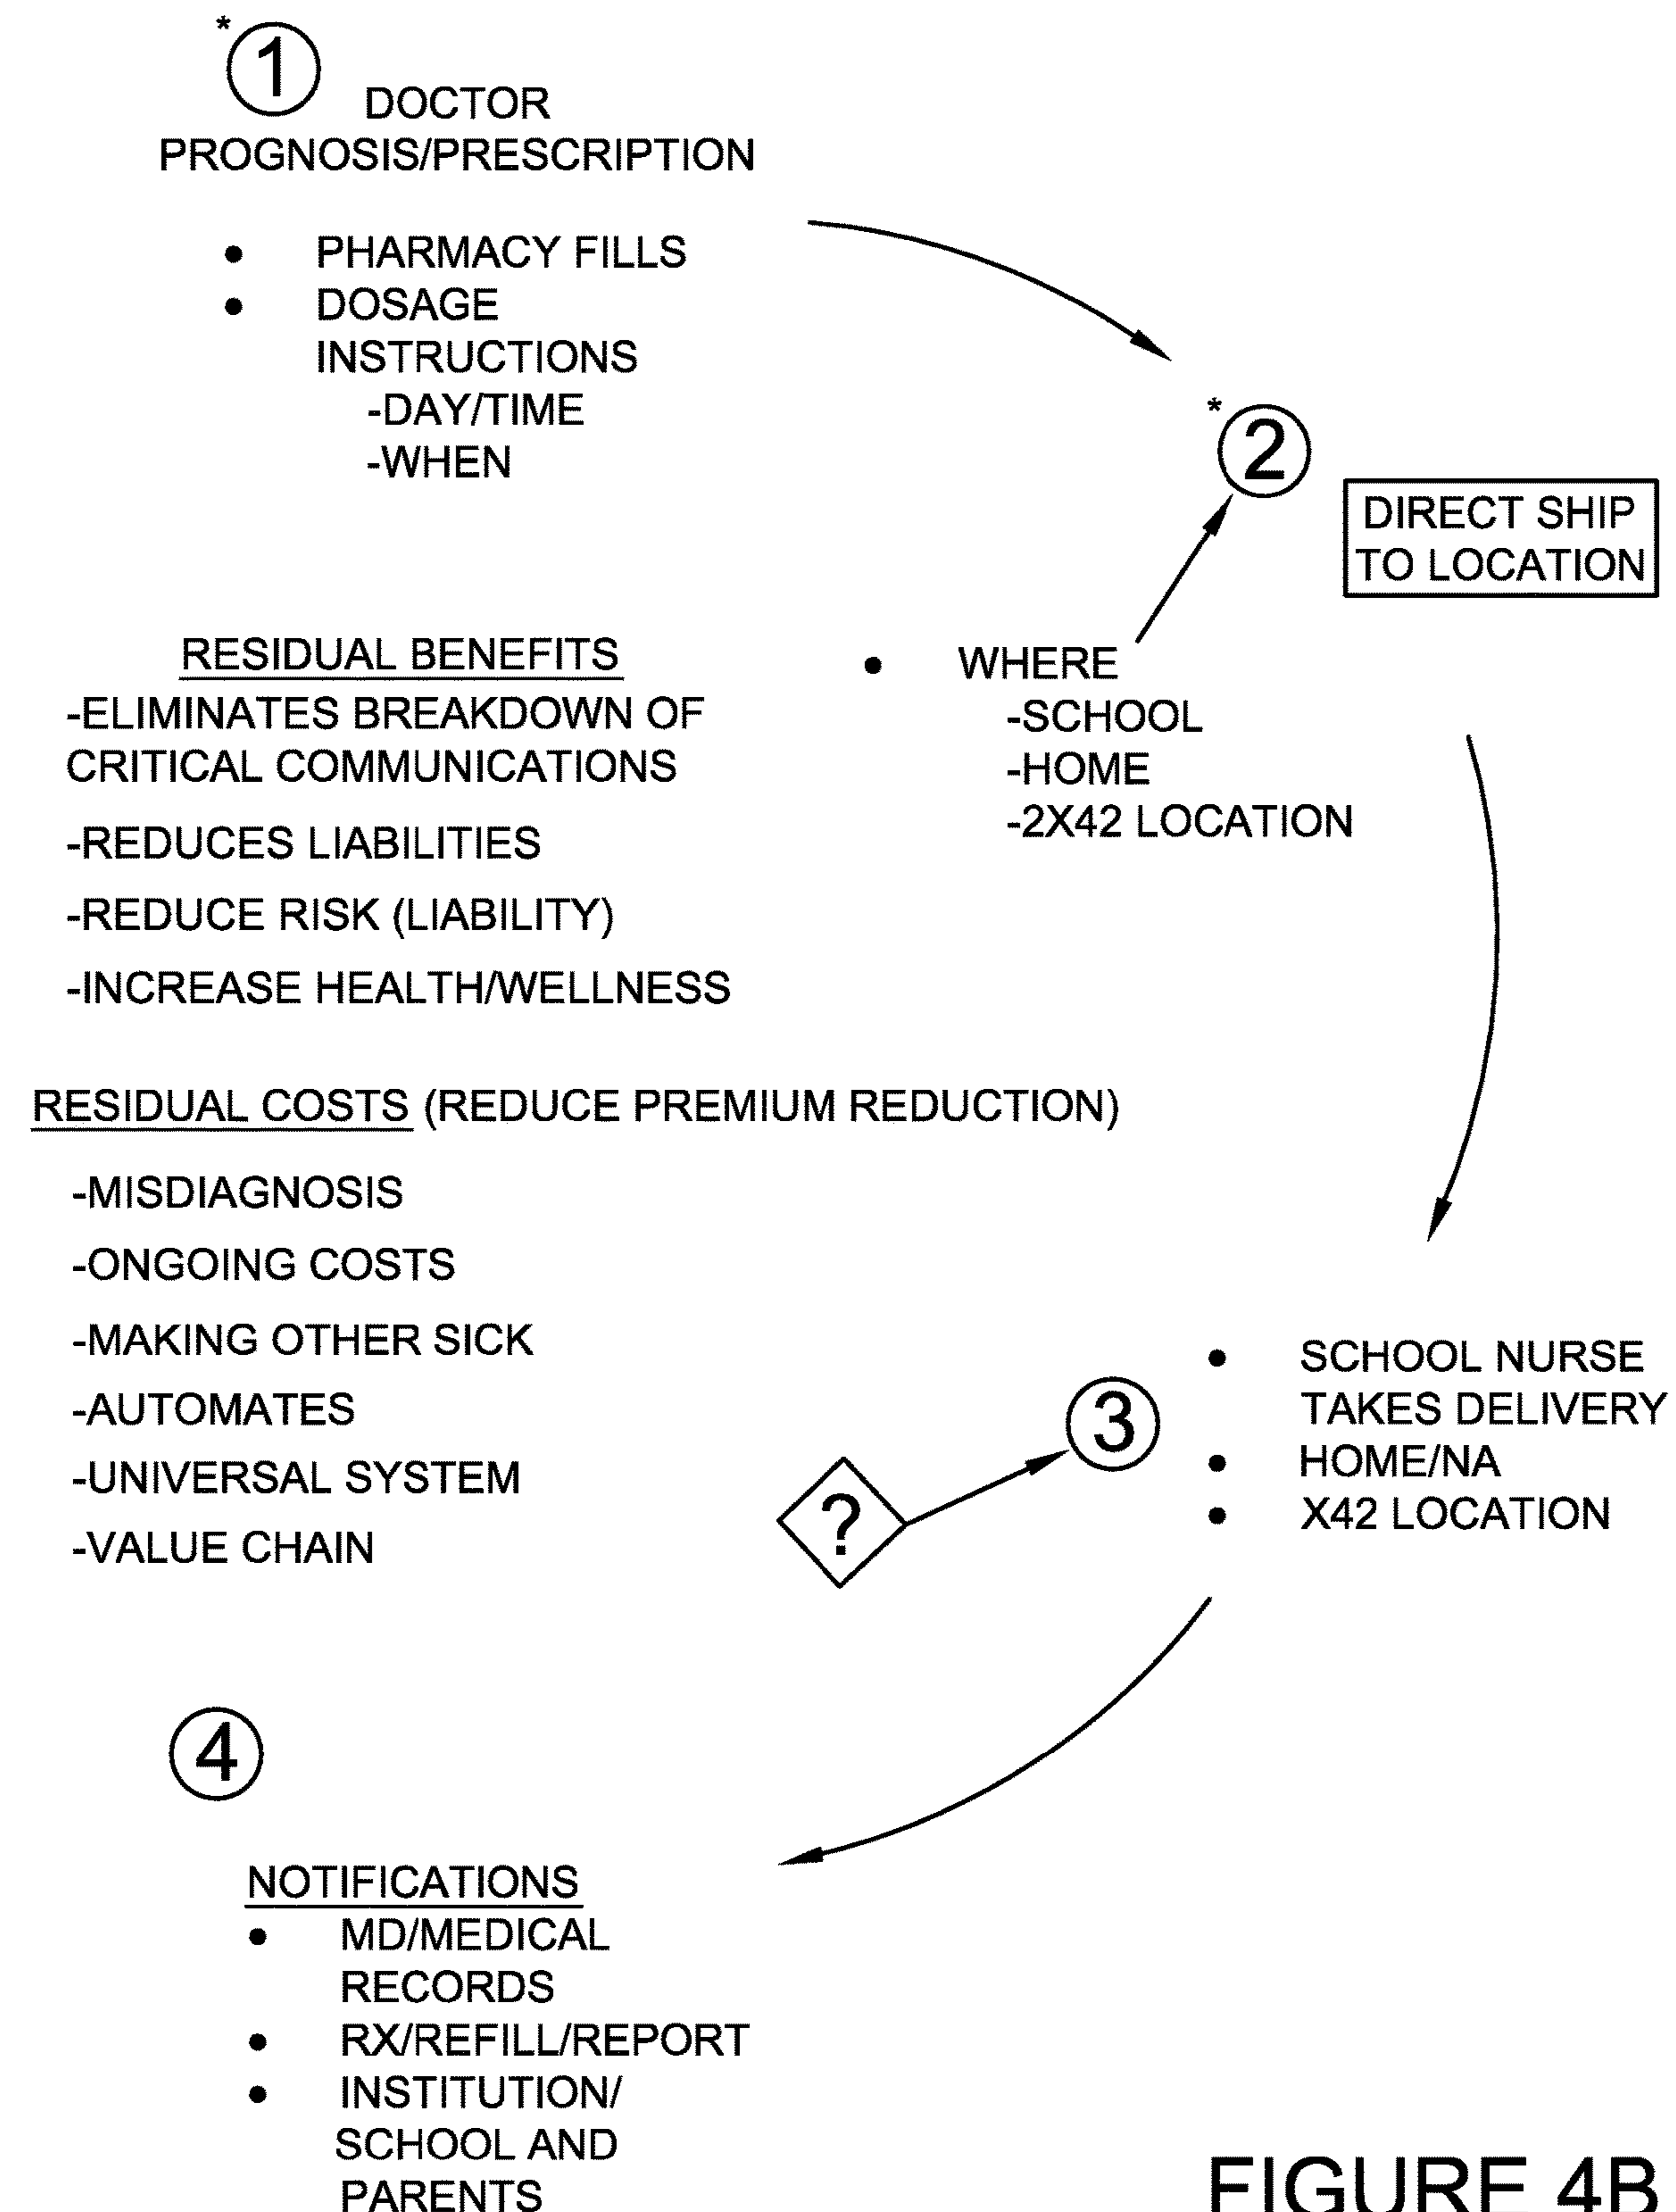 *
1
DOCTOR
PROGNOSIS/PRESCRIPTION
• PHARMACY FILLS
• DOSAGE
INSTRUCTIONS
-DAY/TIME
-WHEN
*
2
DIRECT SHIP
TO LOCATION
• WHERE
-SCHOOL
-HOME
-2X42 LOCATION
RESIDUAL BENEFITS
-ELIMINATES BREAKDOWN OF
CRITICAL COMMUNICATIONS
-REDUCES LIABILITIES
-REDUCE RISK (LIABILITY)
-INCREASE HEALTH/WELLNESS
RESIDUAL COSTS (REDUCE PREMIUM REDUCTION)
-MISDIAGNOSIS
-ONGOING COSTS
-MAKING OTHER SICK
-AUTOMATES
-UNIVERSAL SYSTEM
-VALUE CHAIN
?
3
• SCHOOL NURSE
TAKES DELIVERY
• HOME/NA
• X42 LOCATION
4
NOTIFICATIONS
• MD/MEDICAL
RECORDS
• RX/REFILL/REPORT
• INSTITUTION/
SCHOOL AND
PARENTS
FIGURE 4B